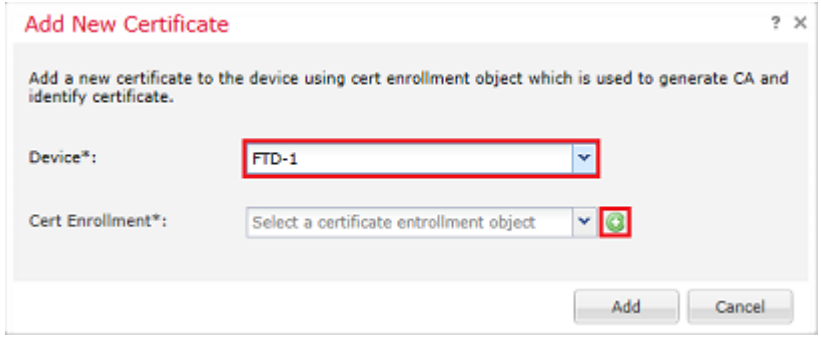 Add New Certificate ? ×
Add a new certificate to the device using cert enrollment object which is used to generate CA and
identify certificate.
Device*: FTD-1
Cert Enrollment*: Select a certificate entrollment object
Add Cancel